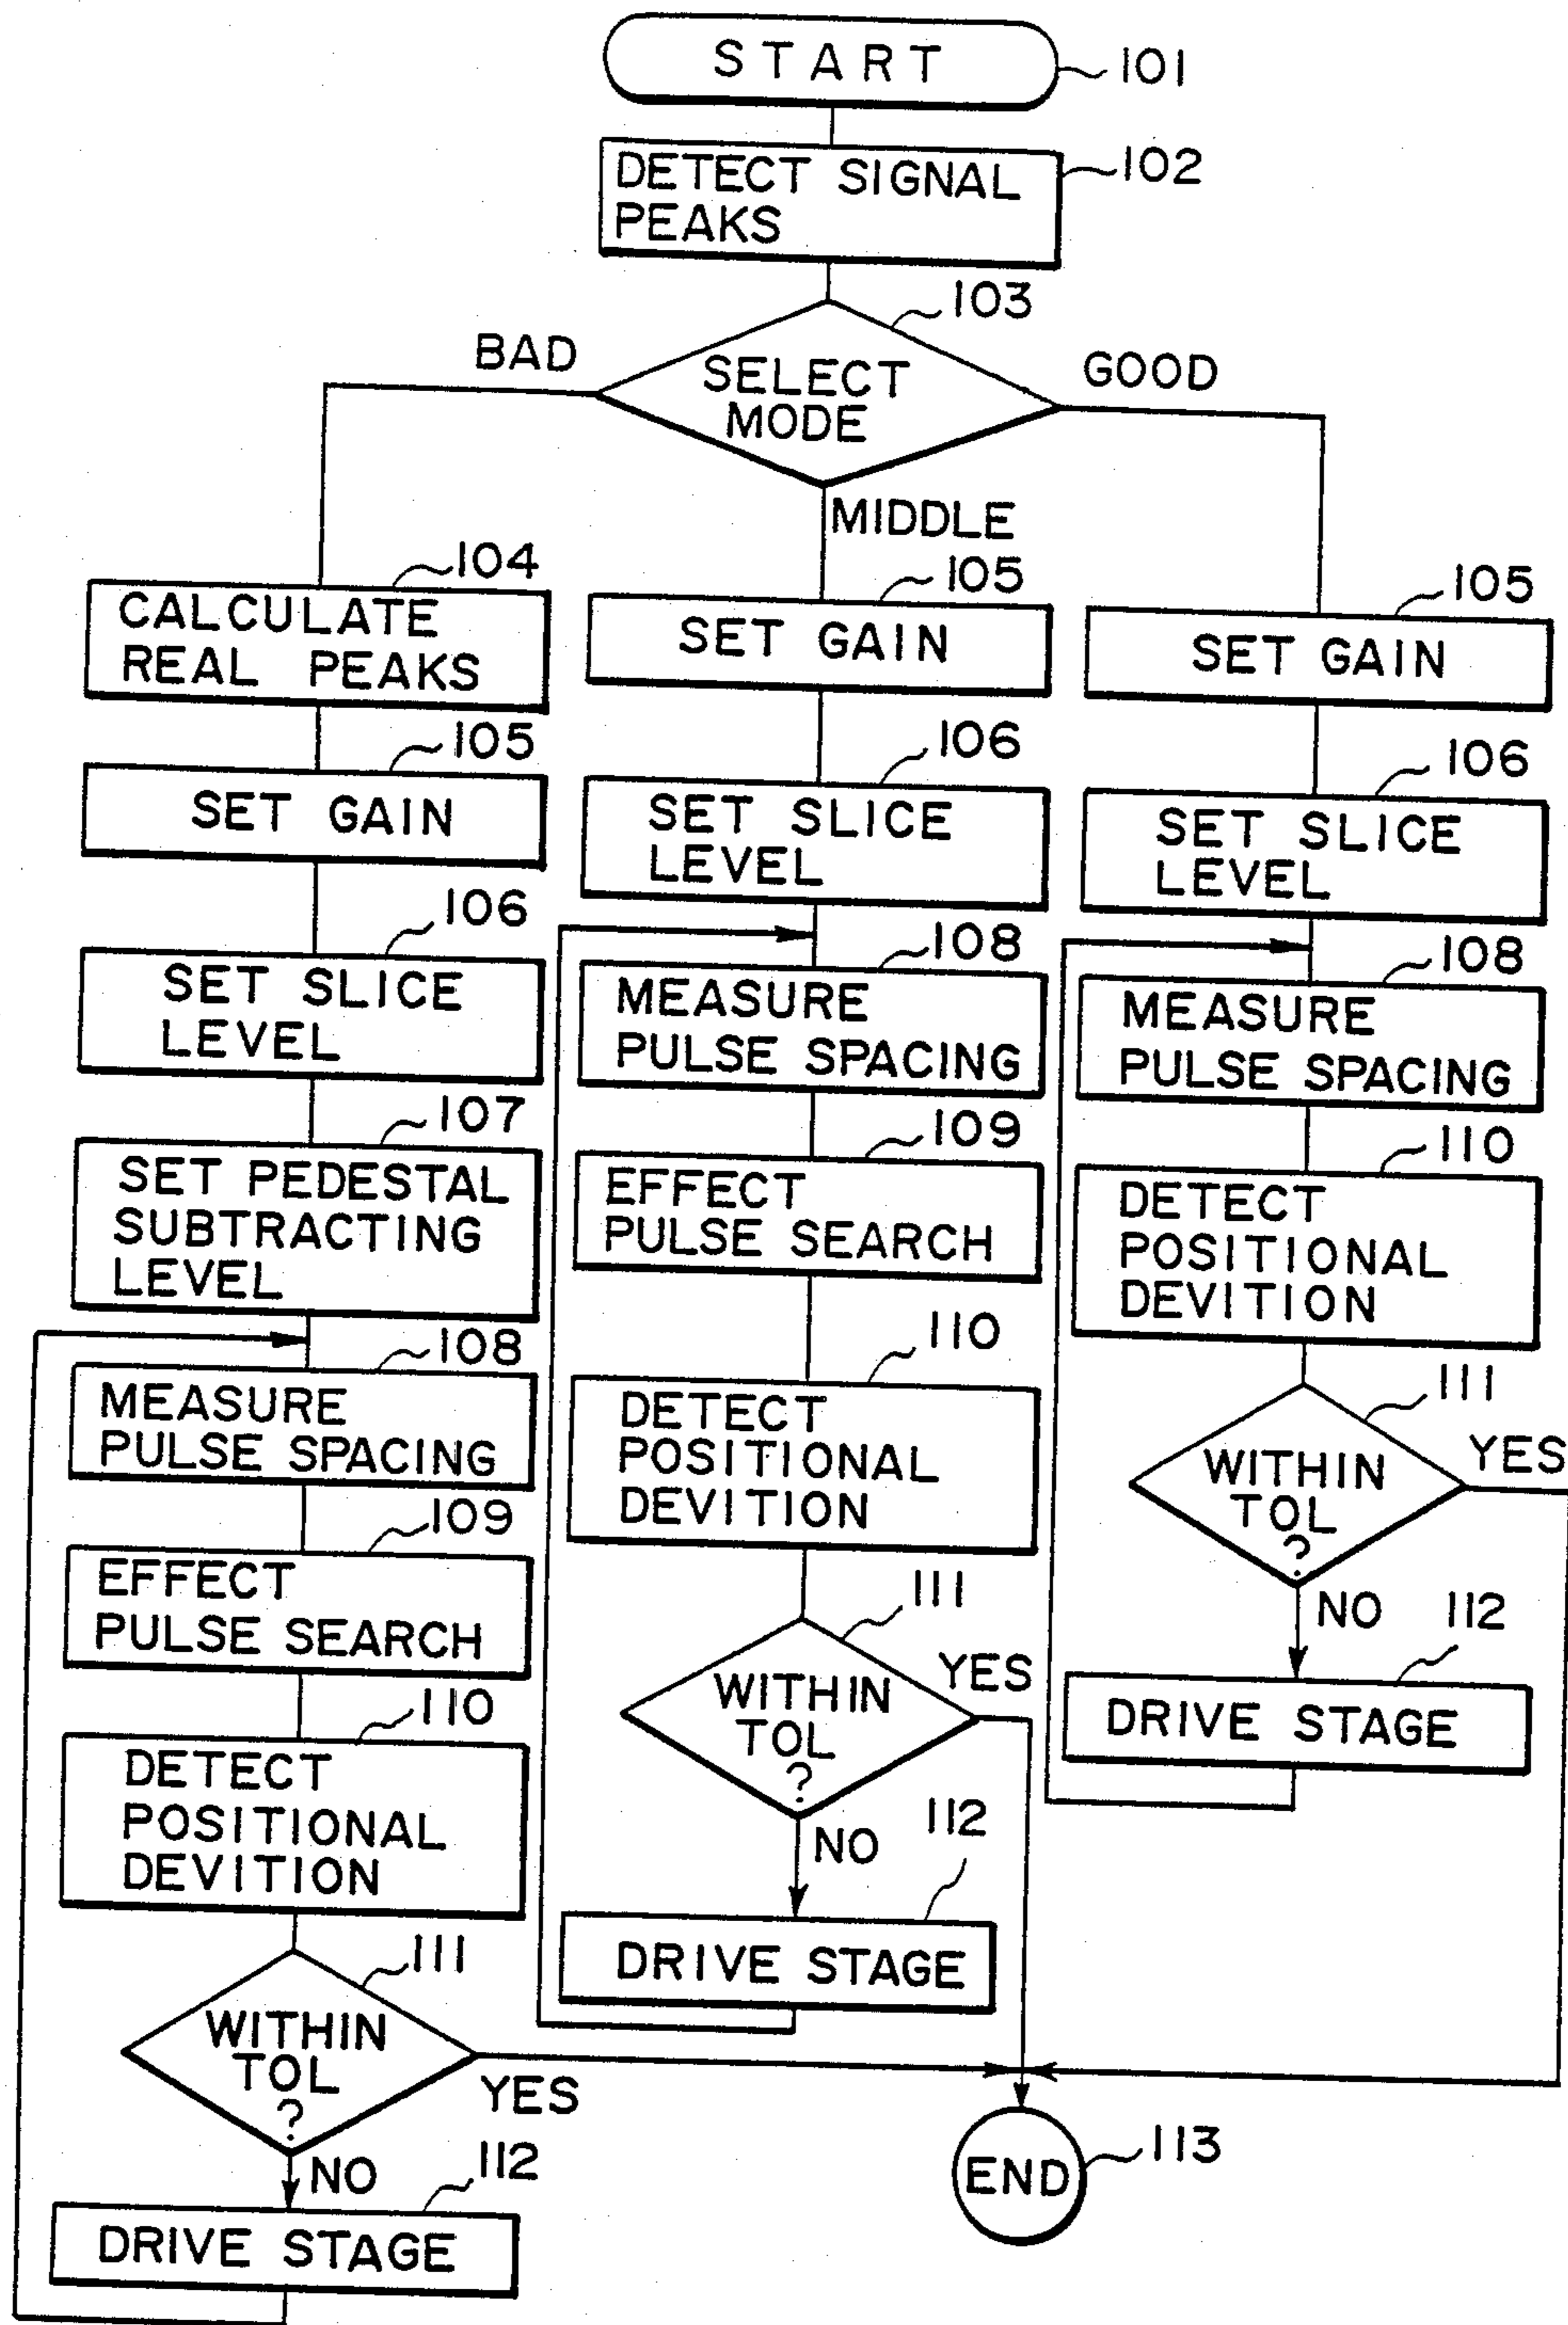 START
101
DETECT SIGNAL
PEAKS
102
103
SELECT
MODE
BAD
GOOD
MIDDLE
104
CALCULATE
REAL PEAKS
105
SET GAIN
106
SET SLICE
LEVEL
107
SET PEDESTAL
SUBTRACTING
LEVEL
108
MEASURE
PULSE SPACING
109
EFFECT
PULSE SEARCH
110
DETECT
POSITIONAL
DEVITION
111
WITHIN
TOL
?
YES
NO
112
DRIVE STAGE
105
SET GAIN
106
SET SLICE
LEVEL
108
MEASURE
PULSE SPACING
109
EFFECT
PULSE SEARCH
110
DETECT
POSITIONAL
DEVITION
111
WITHIN
TOL
?
YES
NO
112
DRIVE STAGE
105
SET GAIN
106
SET SLICE
LEVEL
108
MEASURE
PULSE SPACING
110
DETECT
POSITIONAL
DEVITION
111
WITHIN
TOL
?
YES
NO
112
DRIVE STAGE
END
113